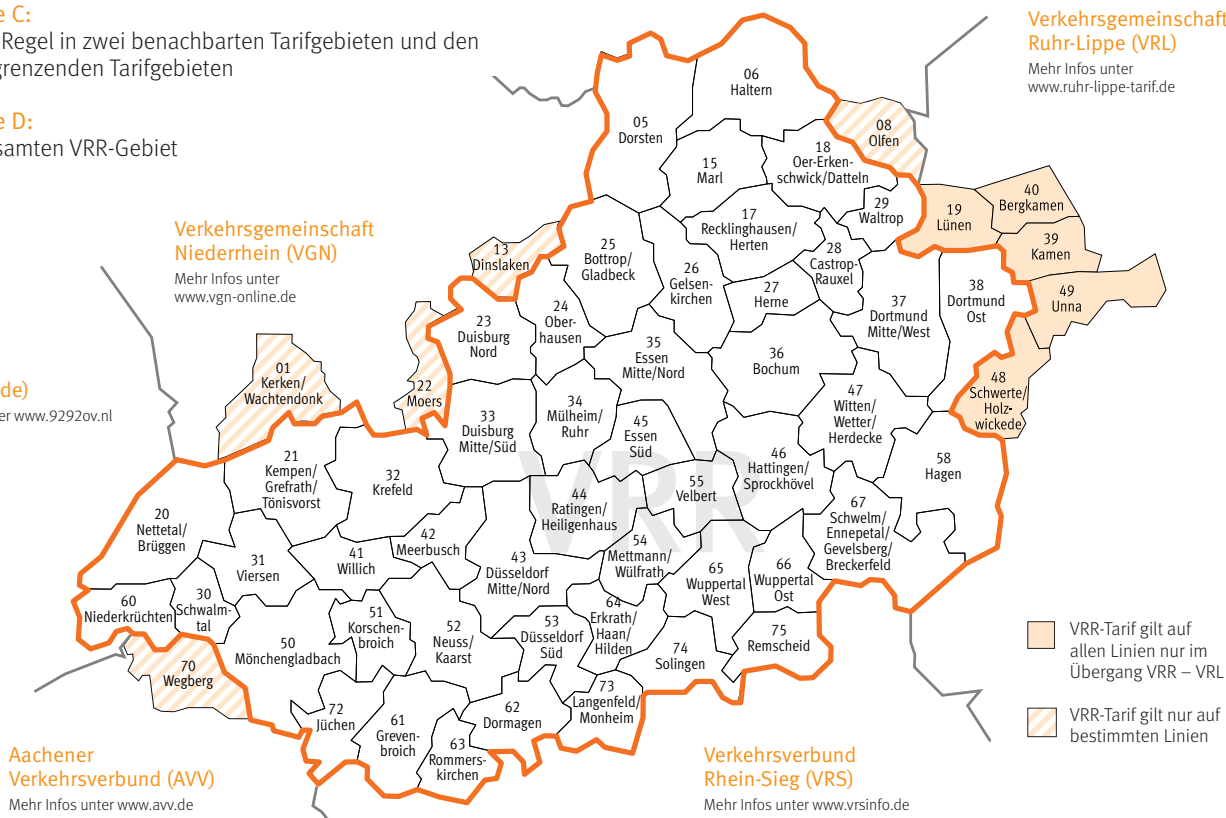 e C:
Regel in zwei benachbarten Tarifgebieten und den
grenzenden Tarifgebieten
e D:
samten VRR-Gebiet
Verkehrsgemeinschaft
Ruhr-Lippe (VRL)
Mehr Infos unter
www.ruhr-lippe-tarif.de
Verkehrsgemeinschaft
Niederrhein (VGN)
Mehr Infos unter
www.vgn-online.de
de)
er www.9292ov.nl
06
Haltern
05
Dorsten
08
Olfen
15
Marl
18
Oer-Erken-
schwick/Datteln
29
Waltrop
19
Lünen
40
Bergkamen
39
Kamen
49
Unna
17
Recklinghausen/
Herten
28
Castrop-
Rauxel
13
Dinslaken
25
Bottrop/
Gladbeck
26
Gelsen-
kirchen
27
Herne
37
Dortmund
Mitte/West
38
Dortmund
Ost
24
Ober-
hausen
23
Duisburg
Nord
35
Essen
Mitte/Nord
36
Bochum
01
Kerken/
Wachtendonk
22
Moers
48
Schwerte/
Holz-
wickede
47
Witten/
Wetter/
Herdecke
34
Mülheim/
Ruhr
33
Duisburg
Mitte/Süd
45
Essen
Süd
46
Hattingen/
Sprockhövel
58
Hagen
21
Kempen/
Grefrath/
Tönisvorst
32
Krefeld
VRR
55
Velbert
44
Ratingen/
Heiligenhaus
67
Schwelm/
Ennepetal/
Gevelsberg/
Breckerfeld
20
Nettetal/
Brüggen
31
Viersen
41
Willich
42
Meerbusch
43
Düsseldorf
Mitte/Nord
54
Mettmann/
Wülfrath
65
Wuppertal
West
66
Wuppertal
Ost
60
Niederkrüchten
30
Schwalm-
tal
50
Mönchengladbach
51
Korschen-
broich
52
Neuss/
Kaarst
53
Düsseldorf
Süd
64
Erkrath/
Haan/
Hilden
74
Solingen
75
Remscheid
70
Wegberg
72
Jüchen
61
Greven-
broich
63
Rommers-
kirchen
62
Dormagen
73
Langenfeld/
Monheim
VRR-Tarif gilt auf
allen Linien nur im
Übergang VRR – VRL
VRR-Tarif gilt nur auf
bestimmten Linien
Aachener
Verkehrsverbund (AVV)
Mehr Infos unter www.avv.de
Verkehrsverbund
Rhein-Sieg (VRS)
Mehr Infos unter www.vrsinfo.de